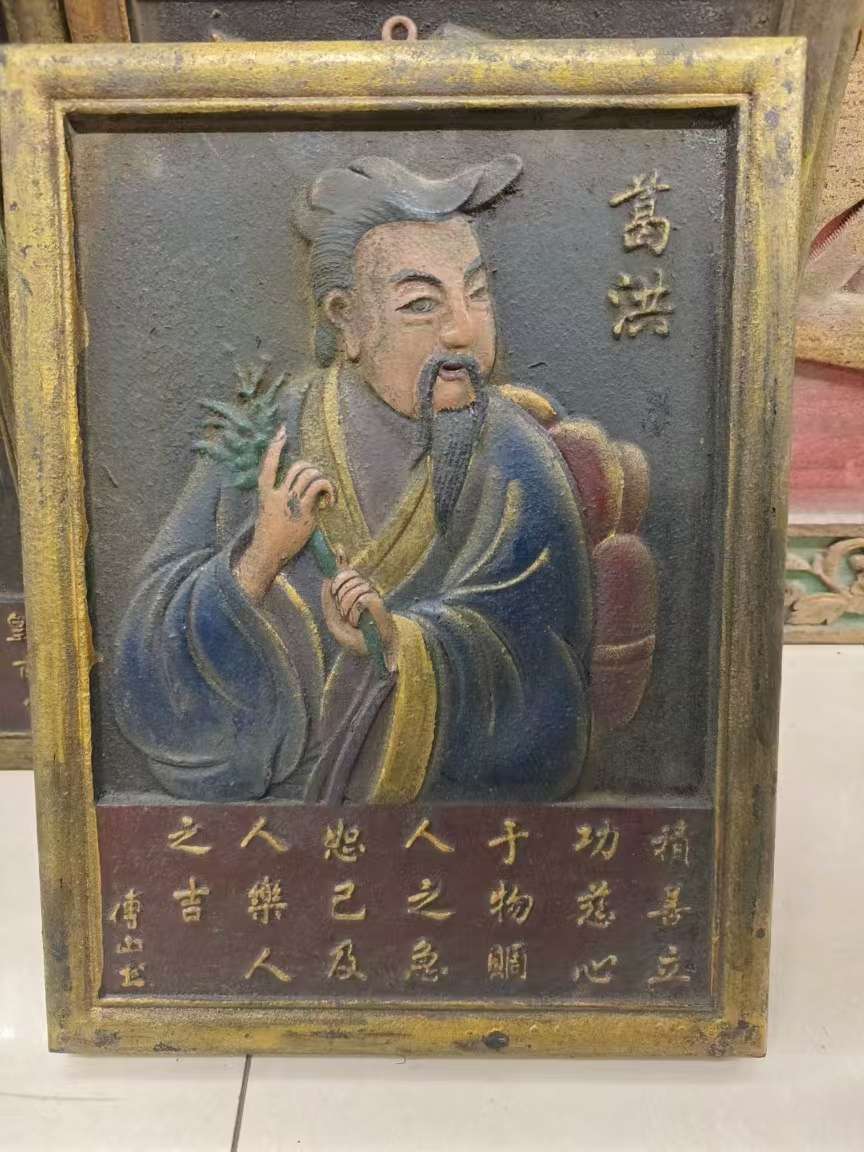 葛洪
積善立
功慈心
于物賙
人之急
恕己及
人樂人
之吉
傅山书